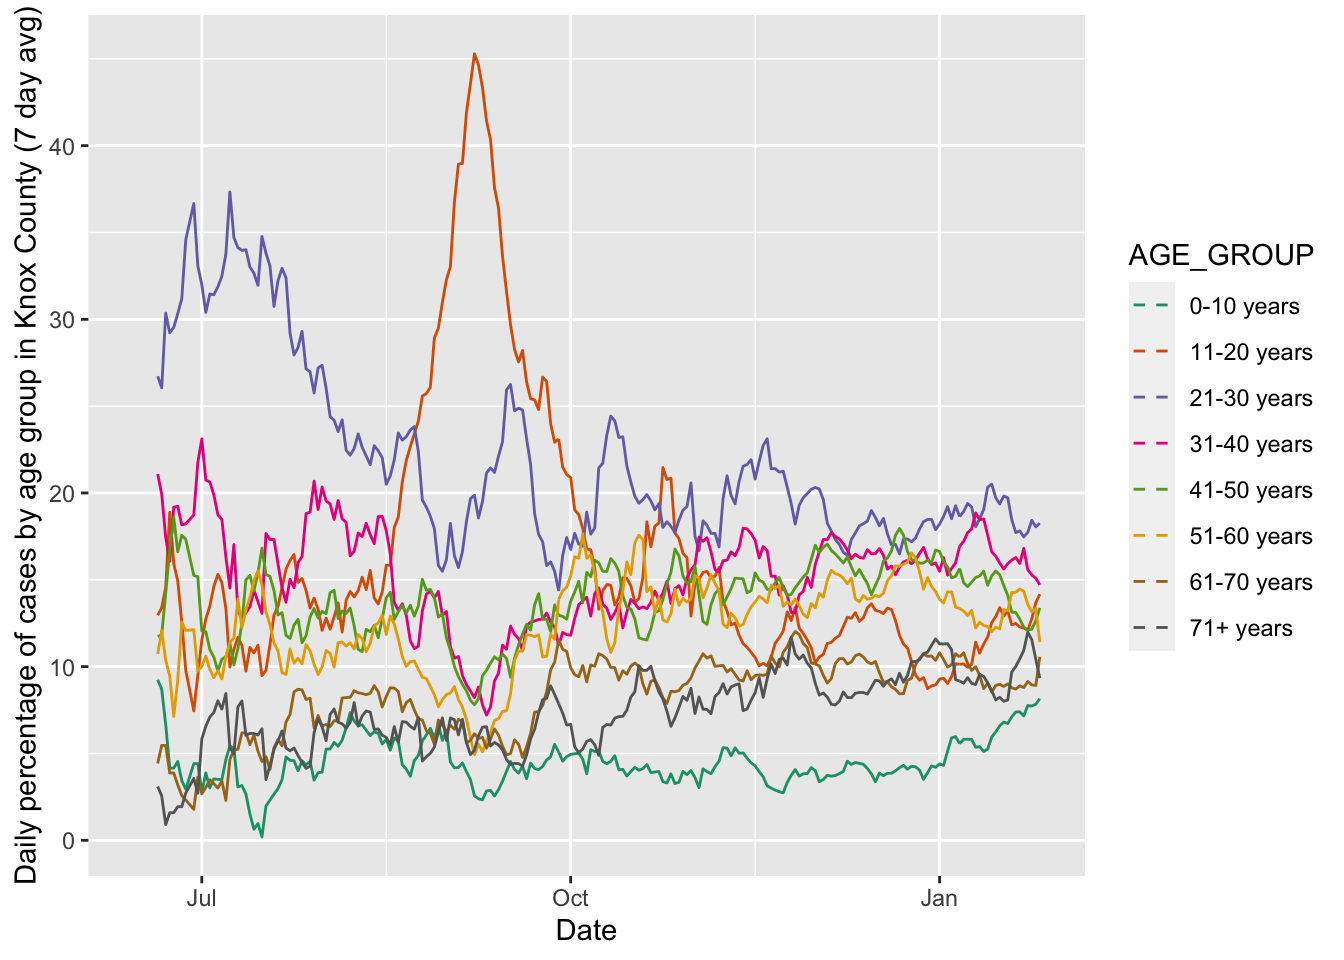 Daily percentage of cases by age group in Knox County (7 day avg)
40
30
20
10
0
Jul
Oct
Jan
Date
AGE_GROUP
0-10 years
11-20 years
21-30 years
31-40 years
41-50 years
51-60 years
61-70 years
71+ years